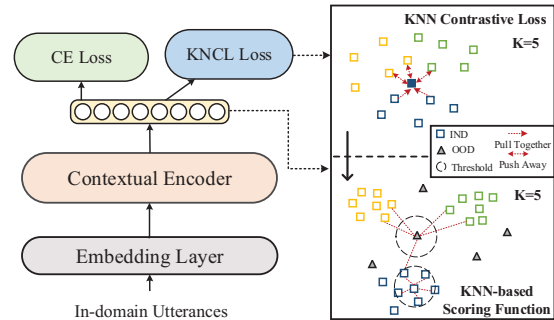 CE Loss
KNCL Loss
Contextual Encoder
Embedding Layer
In-domain Utterances
KNN Contrastive Loss
K=5
IND
OOD
Threshold
Pull Together
Push Away
K=5
KNN-based
Scoring Function